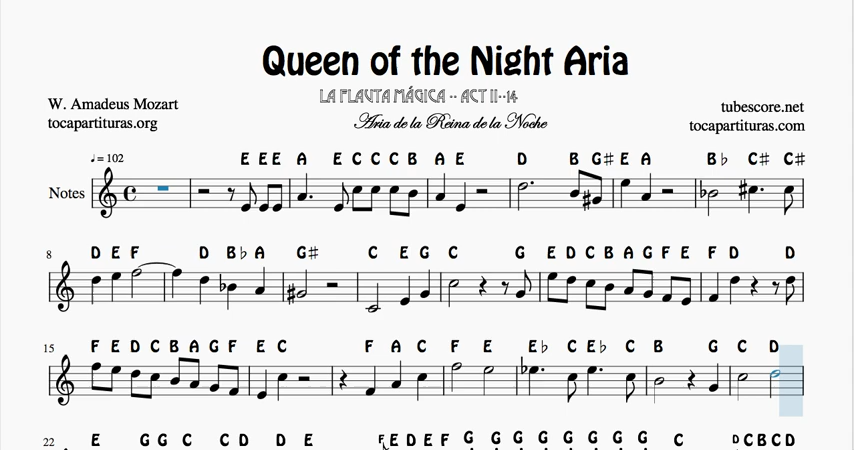 Queen of the Night Aria
LA FLAUTA MÁGICA -- ACT II--14
W. Amadeus Mozart
Aria de la Reina de la Noche
tubescore.net
tocapartituras.org
tocapartituras.com
♩ = 102
E E E A E C C C B A E D B G♯ E A B♭ C♯ C♯
Notes
8
D E F D B♭ A G♯ C E G C G E D C B A G F E F D D
15
F E D C B A G F E C F A C F E E♭ C E♭ C B G C D
22
E G G C C D D E F E D E F G G G G G G G G C D C B C D